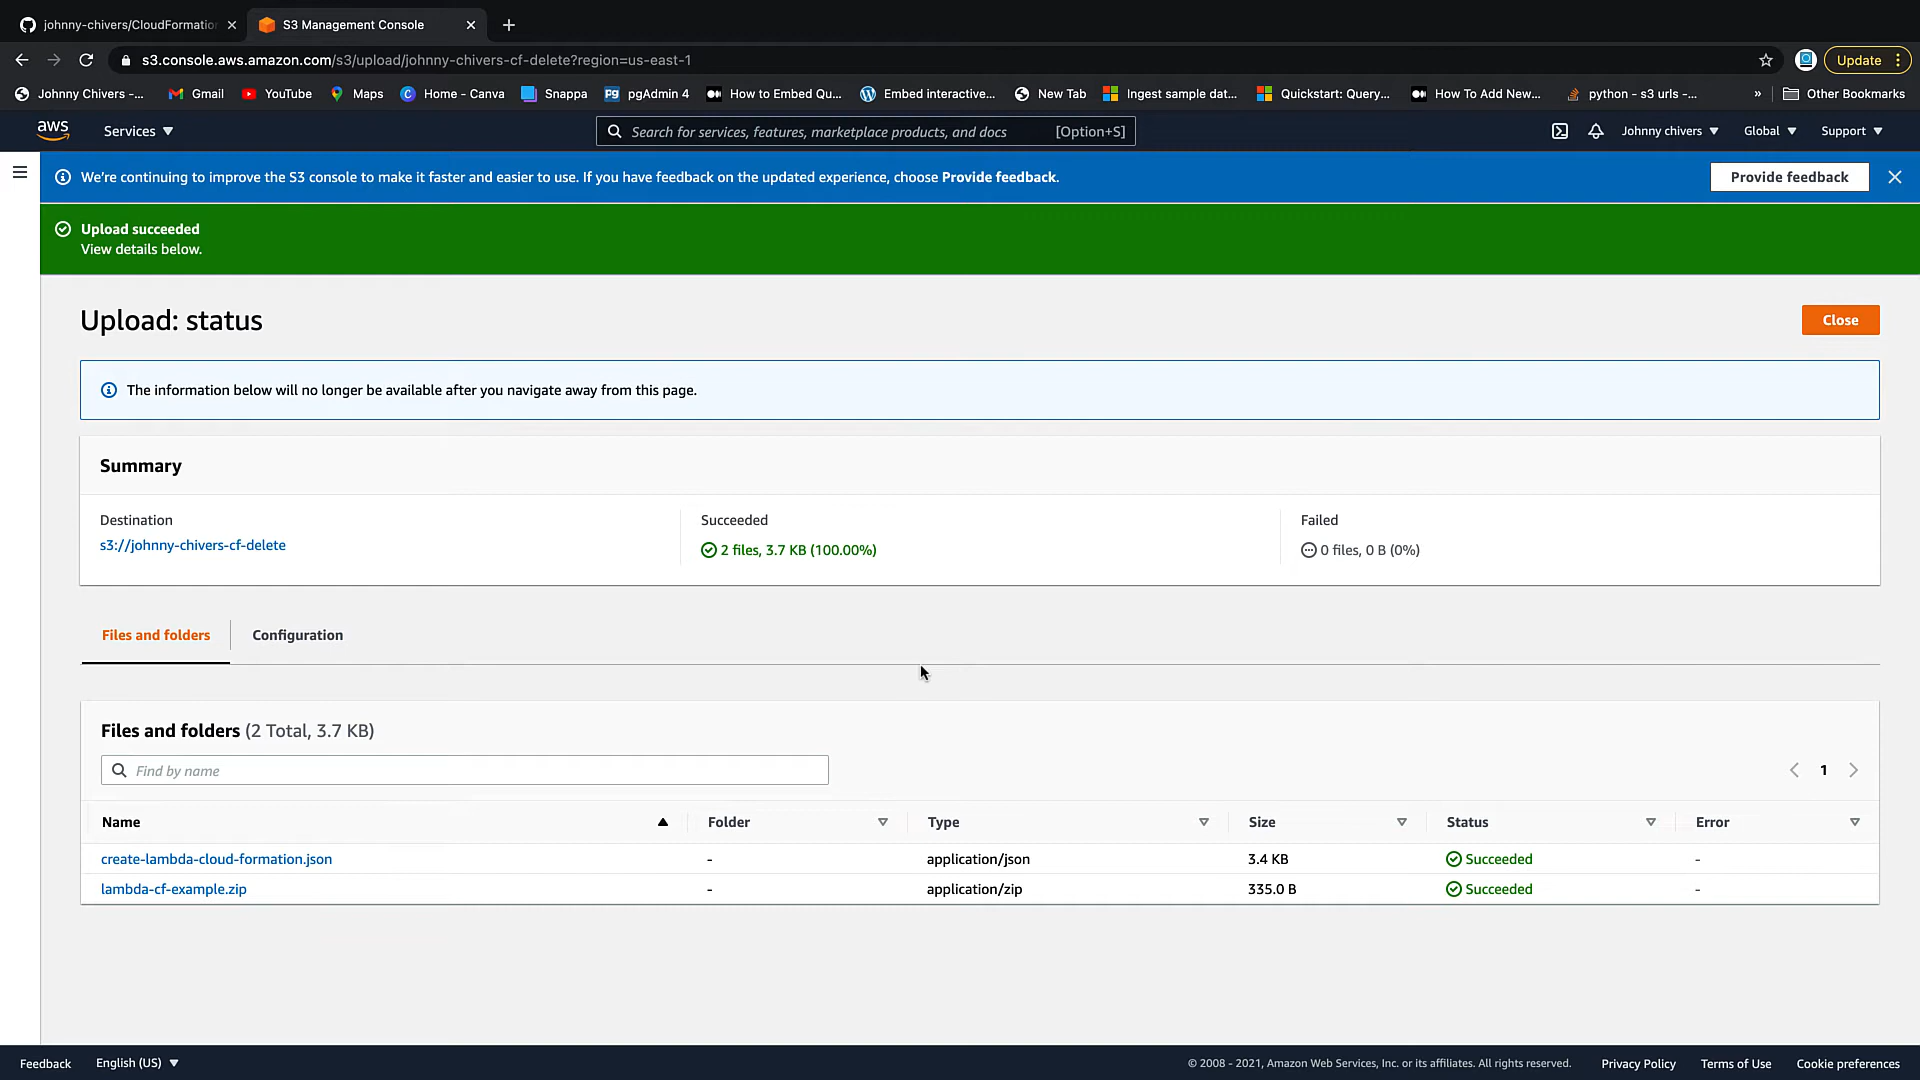 johnny-chivers/CloudFormatio
S3 Management Console
s3.console.aws.amazon.com/s3/upload/johnny-chivers-cf-delete?region=us-east-1
Update
Johnny Chivers -...
Gmail
YouTube
Maps
Home - Canva
Snappa
pgAdmin 4
How to Embed Qu...
Embed interactive...
New Tab
Ingest sample dat...
Quickstart: Query...
How To Add New...
python - s3 urls -...
»
Other Bookmarks
aws
Services
Search for services, features, marketplace products, and docs
[Option+S]
Johnny chivers
Global
Support
We're continuing to improve the S3 console to make it faster and easier to use. If you have feedback on the updated experience, choose Provide feedback.
Provide feedback
Upload succeeded
View details below.
Upload: status
Close
The information below will no longer be available after you navigate away from this page.
Summary
Destination
s3://johnny-chivers-cf-delete
Succeeded
2 files, 3.7 KB (100.00%)
Failed
0 files, 0 B (0%)
Files and folders
Configuration
Files and folders (2 Total, 3.7 KB)
Find by name
1
Name
Folder
Type
Size
Status
Error
create-lambda-cloud-formation.json
-
application/json
3.4 KB
Succeeded
-
lambda-cf-example.zip
-
application/zip
335.0 B
Succeeded
-
Feedback
English (US)
© 2008 - 2021, Amazon Web Services, Inc. or its affiliates. All rights reserved.
Privacy Policy
Terms of Use
Cookie preferences